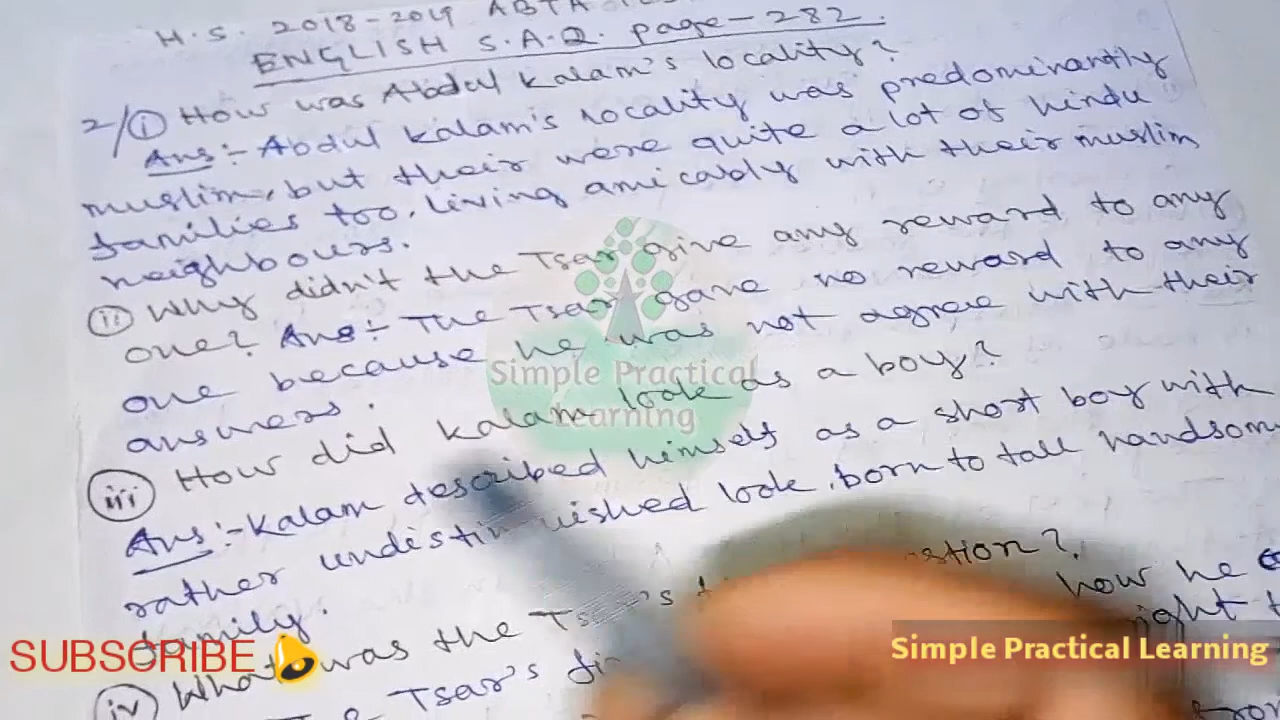 H.S. 2018-2019 ABTA
ENGLISH S.A.Q. page-282.
2/(i) How was Abdul Kalam's locality?
Ans:- Abdul Kalam's locality was predominantly
muslim, but their were quite a lot of hindu
families too, living amicably with their muslim
neighbours.
(ii) Why didn't the Tsar give any reward to any
one? Ans:- The Tsar gave no reward to any
one because he was not agree with their
answers.
(iii) How did Kalam look as a boy?
Ans:- Kalam described himself as a short boy with
rather undistin uished look, born to tall handsom
family.
(iv) What was the Tsar's estion?
Tsar's fir how he
ight
Simple Practical
Learning
SUBSCRIBE
Simple Practical Learning